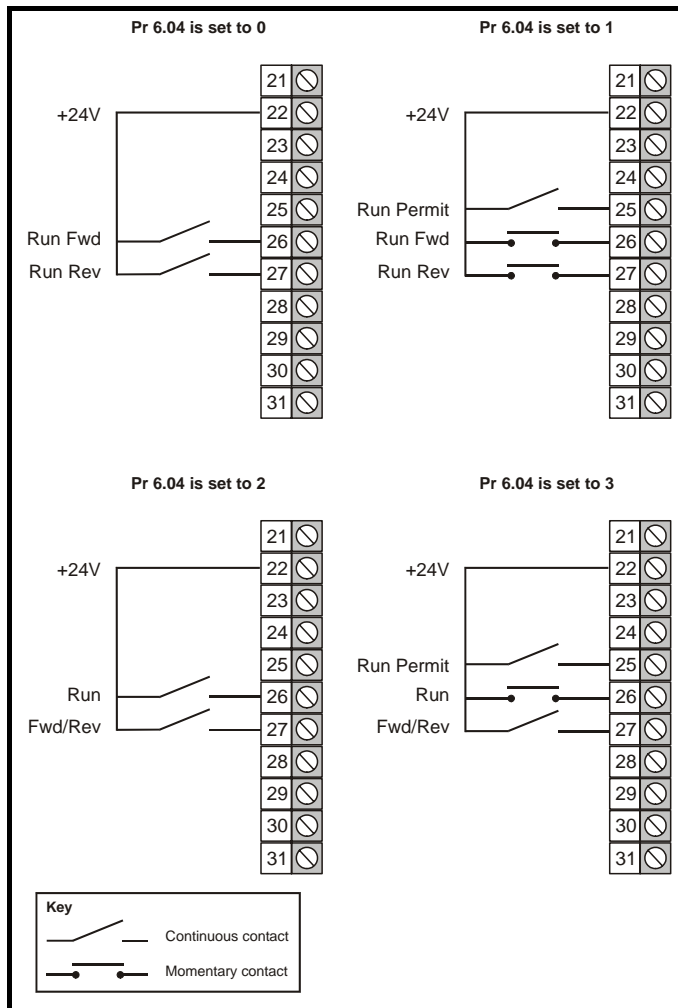 Pr 6.04 is set to 0
21
+24V 22
23
24
25
Run Fwd 26
Run Rev 27
28
29
30
31
Pr 6.04 is set to 1
21
+24V 22
23
24
Run Permit 25
Run Fwd 26
Run Rev 27
28
29
30
31
Pr 6.04 is set to 2
21
+24V 22
23
24
25
Run 26
Fwd/Rev 27
28
29
30
31
Pr 6.04 is set to 3
21
+24V 22
23
24
Run Permit 25
Run 26
Fwd/Rev 27
28
29
30
31
Key
Continuous contact
Momentary contact